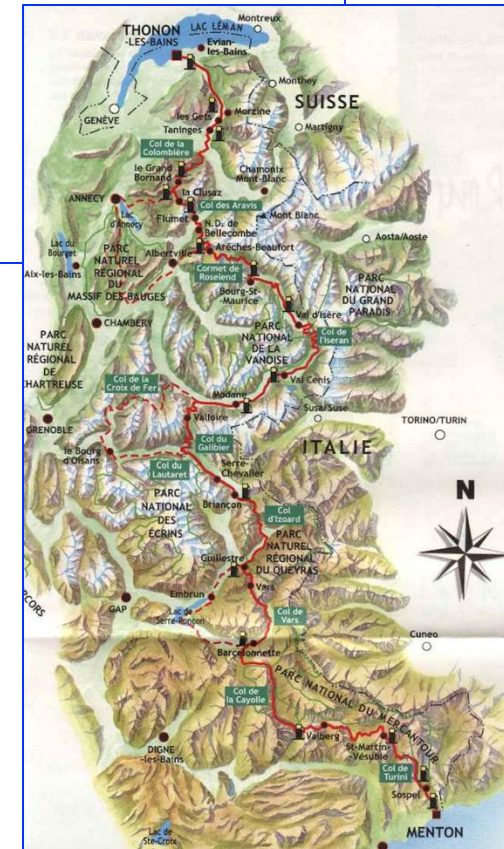 Montreux
LAC LÉMAN
THONON
-LES-BAINS
Evian-
les-Bains
Monthey
SUISSE
GENÈVE
les Gets
Morzine
Taninges
Martigny
Col de la
Colombière
le Grand
Bornand
Chamonix
Mont-Blanc
ANNECY
la Clusaz
Col des Aravis
Lac
d'Annecy
Flumet
Mont Blanc
N.D. de
Bellecombe
Lac du
Bourget
PARC
NATUREL
RÉGIONAL
DU
MASSIF DES BAUGES
Albertville
Arêches-Beaufort
Aosta/Aoste
Aix-les-Bains
Cormet de
Roselend
PARC
NATIONAL
DU GRAND
PARADIS
Bourg-St-
Maurice
Val d'Isère
CHAMBERY
PARC
NATIONAL
DE LA
VANOISE
Col de
l'Iseran
PARC
NATUREL
RÉGIONAL
DE
CHARTREUSE
Val Cenis
Col de la
Croix de Fer
Modane
Susa/Suse
Valloire
GRENOBLE
TORINO/TURIN
Col du
Galibier
ITALIE
le Bourg
d'Oisans
Col du
Lautaret
Serre-
Chevalier
N
PARC
NATIONAL
DES
ÉCRINS
Briançon
Col
d'Izoard
PARC
NATUREL
RÉGIONAL
DU QUEYRAS
Guillestre
Vars
Embrun
GAP
Lac de
Serre-Ponçon
Col de
Vars
Cuneo
Barcelonnette
PARC NATIONAL DU MERCANTOUR
Col de
la Cayolle
Valberg
St-Martin-
-Vésubie
DIGNE
-les-Bains
Col de
Turini
Sospel
Lac de
Ste-Croix
MENTON